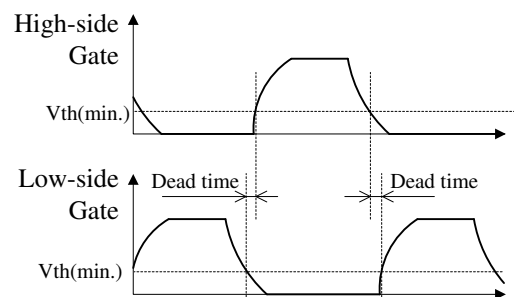 High-side
Gate
Vth(min.)
Low-side
Gate
Dead time
Dead time
Vth(min.)